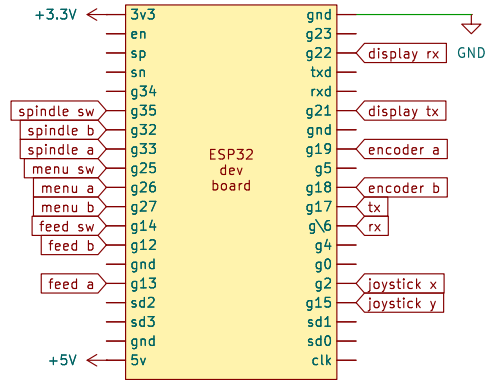 +3.3V 3v3 gnd
en g23
sp g22 display rx
GND
sn txd
g34 rxd
spindle sw g35 g21 display tx
spindle b g32 gnd
spindle a g33 g19 encoder a
ESP32
dev
board
menu sw g25 g5
menu a g26 g18 encoder b
menu b g27 g17 tx
feed sw g14 g\6 rx
feed b g12 g4
gnd g0
feed a g13 g2 joystick x
sd2 g15 joystick y
sd3 sd1
gnd sd0
+5V 5v clk